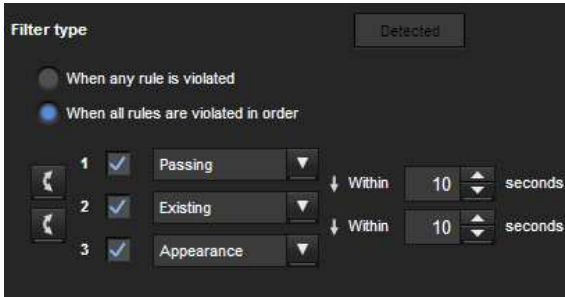 Filter type
Detected
When any rule is violated
When all rules are violated in order
1 Passing
Within 10 seconds
2 Existing
Within 10 seconds
3 Appearance